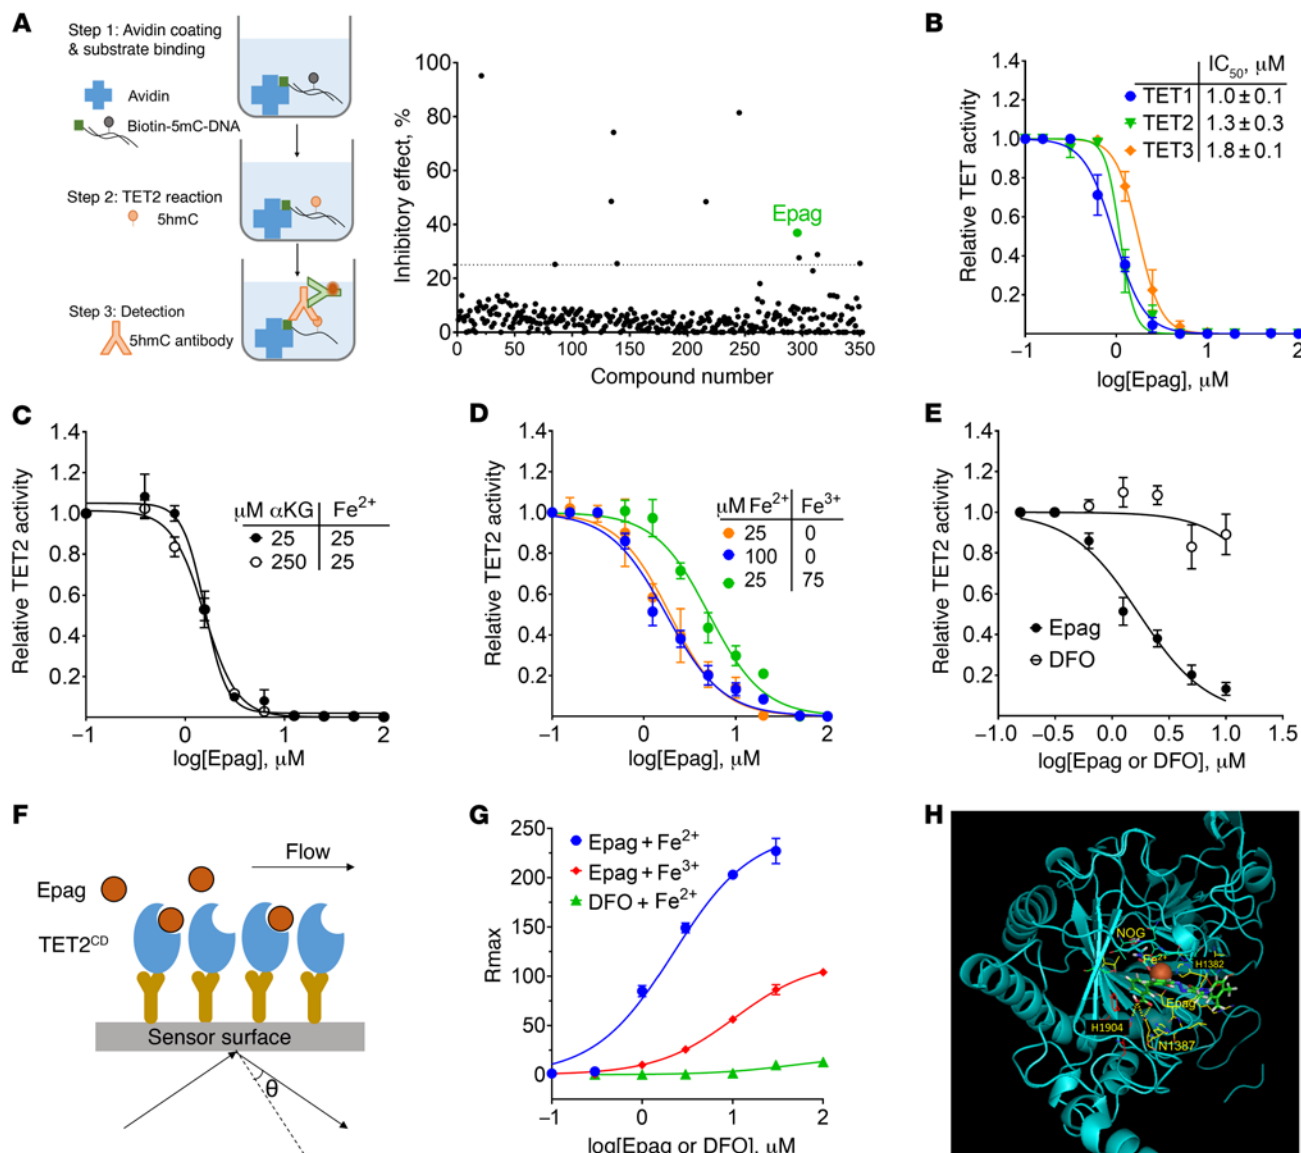 A
Step 1: Avidin coating
& substrate binding
Avidin
Biotin-5mC-DNA
Step 2: TET2 reaction
5hmC
Step 3: Detection
5hmC antibody
Inhibitory effect, %
100
80
60
40
20
0
Epag
0 50 100 150 200 250 300 350
Compound number
B
Relative TET activity
1.4
1.2
1.0
0.8
0.6
0.4
0.2
IC50, μM
TET1 1.0±0.1
TET2 1.3±0.3
TET3 1.8±0.1
−1 0 1 2
log[Epag], μM
C
Relative TET2 activity
1.4
1.2
1.0
0.8
0.6
0.4
0.2
μM αKG Fe2+
25 25
250 25
−1 0 1 2
log[Epag], μM
D
Relative TET2 activity
1.4
1.2
1.0
0.8
0.6
0.4
0.2
μM Fe2+ Fe3+
25 0
100 0
25 75
−1 0 1 2
log[Epag], μM
E
Relative TET2 activity
1.4
1.2
1.0
0.8
0.6
0.4
0.2
Epag
DFO
−1.0 −0.5 0.0 0.5 1.0 1.5
log[Epag or DFO], μM
F
Flow
Epag
TET2CD
Sensor surface
θ
G
Rmax
250
200
150
100
50
0
Epag + Fe2+
Epag + Fe3+
DFO + Fe2+
−1 0 1 2
log[Epag or DFO], μM
H
NOG
Fe2+
H1382
Epag
H1904
N1387